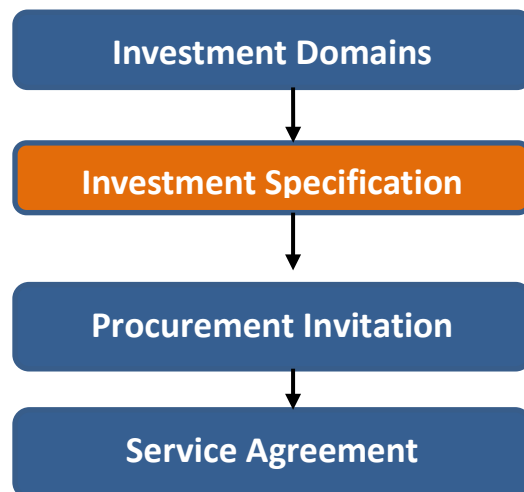 Investment Domains
Investment Specification
Procurement Invitation
Service Agreement